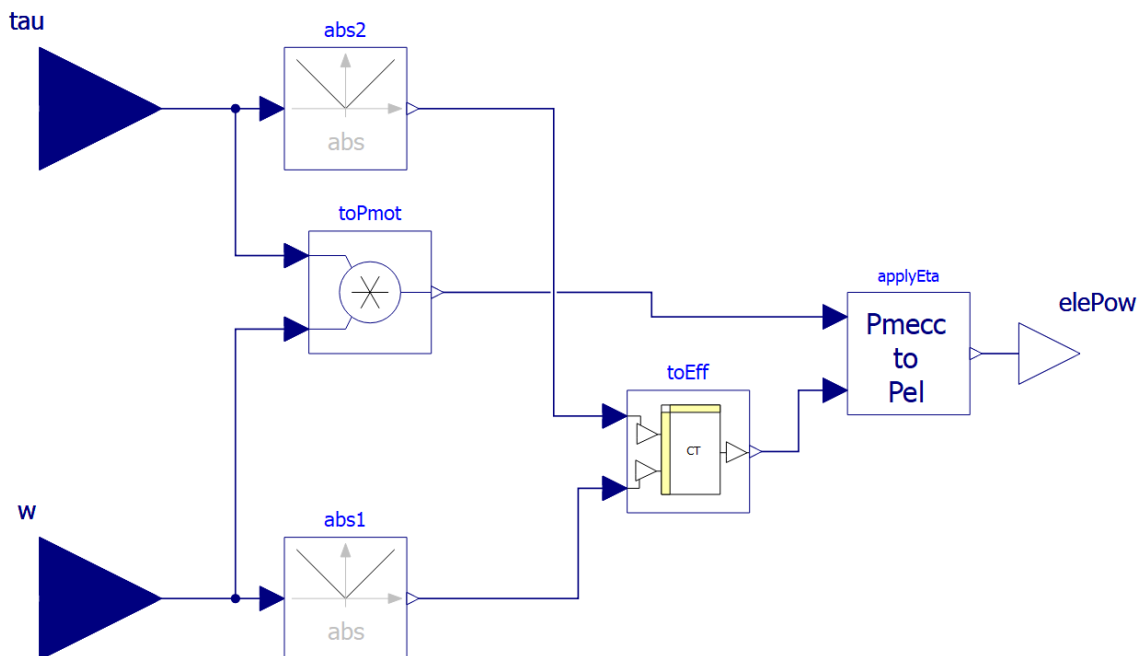 tau
abs2
abs
toPmot
applyEta
elePow
Pmecc
to
Pel
toEff
CT
w
abs1
abs